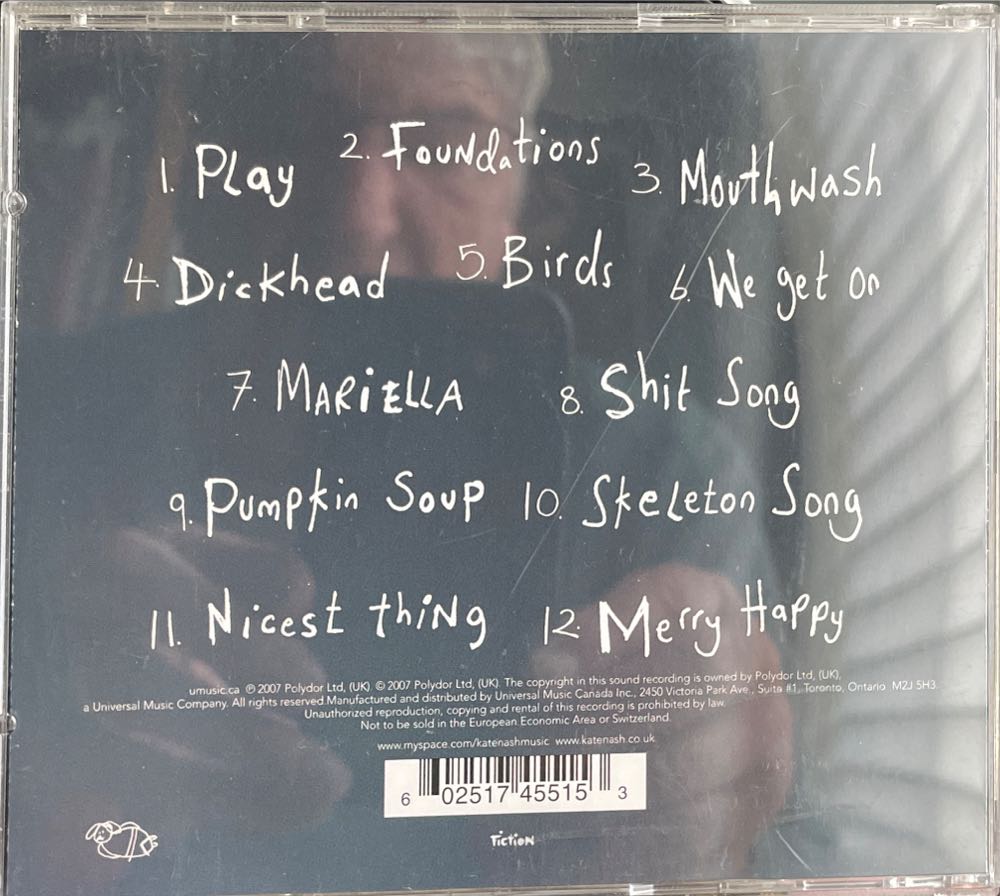 1. Play 2. Foundations 3. Mouthwash
4. Dickhead 5. Birds 6. We get on
7. MARiELLA 8. Shit Song
9. Pumpkin Soup 10. Skeleton Song
11. Nicest thing 12. Merry Happy
umusic.ca ℗ 2007 Polydor Ltd, (UK) © 2007 Polydor Ltd, (UK). The copyright in this sound recording is owned by Polydor Ltd, (UK),
a Universal Music Company. All rights reserved.Manufactured and distributed by Universal Music Canada Inc., 2450 Victoria Park Ave., Suite #1, Toronto, Ontario M2J 5H3.
Unauthorized reproduction, copying and rental of this recording is prohibited by law.
Not to be sold in the European Economic Area or Switzerland.
www.myspace.com/katenashmusic www.katenash.co.uk
6 02517 45515 3
Fiction